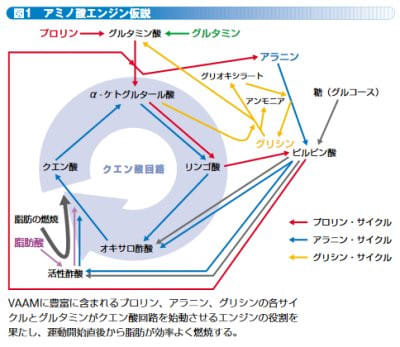 図1 アミノ酸エンジン仮説
プロリン
グルタミン酸
グルタミン
アラニン
グリオキシラート
α-ケトグルタール酸
アンモニア
糖(グルコース)
グリシン
クエン酸
クエン酸回路
リンゴ酸
ピルビン酸
脂肪の燃焼
プロリン・サイクル
脂肪酸
オキサロ酢酸
アラニン・サイクル
活性酢酸
グリシン・サイクル
VAAMに豊富に含まれるプロリン、アラニン、グリシンの各サイ
クルとグルタミンがクエン酸回路を始動させるエンジンの役割を
果たし、運動開始直後から脂肪が効率よく燃焼する。